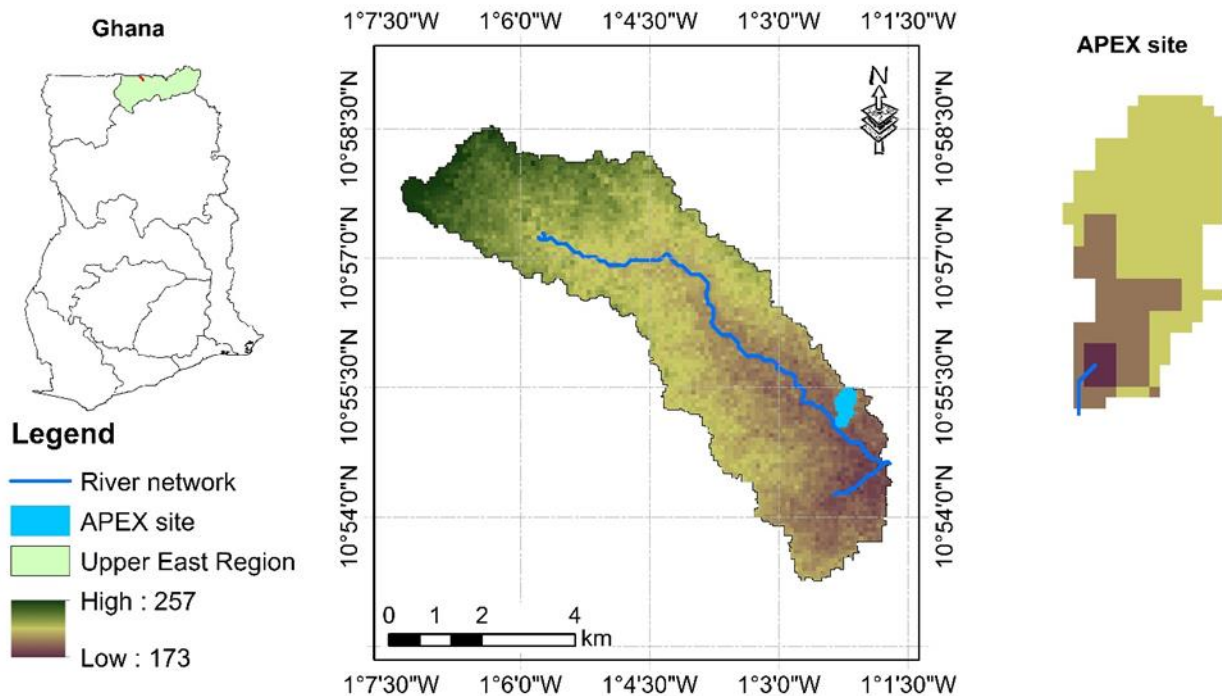 Ghana
Legend
River network
APEX site
Upper East Region
High : 257
Low : 173
1°7'30"W 1°6'0"W 1°4'30"W 1°3'0"W 1°1'30"W
N
10°58'30"N 10°58'30"N
10°57'0"N 10°57'0"N
10°55'30"N 10°55'30"N
10°54'0"N 10°54'0"N
0 1 2 4
km
1°7'30"W 1°6'0"W 1°4'30"W 1°3'0"W 1°1'30"W
APEX site